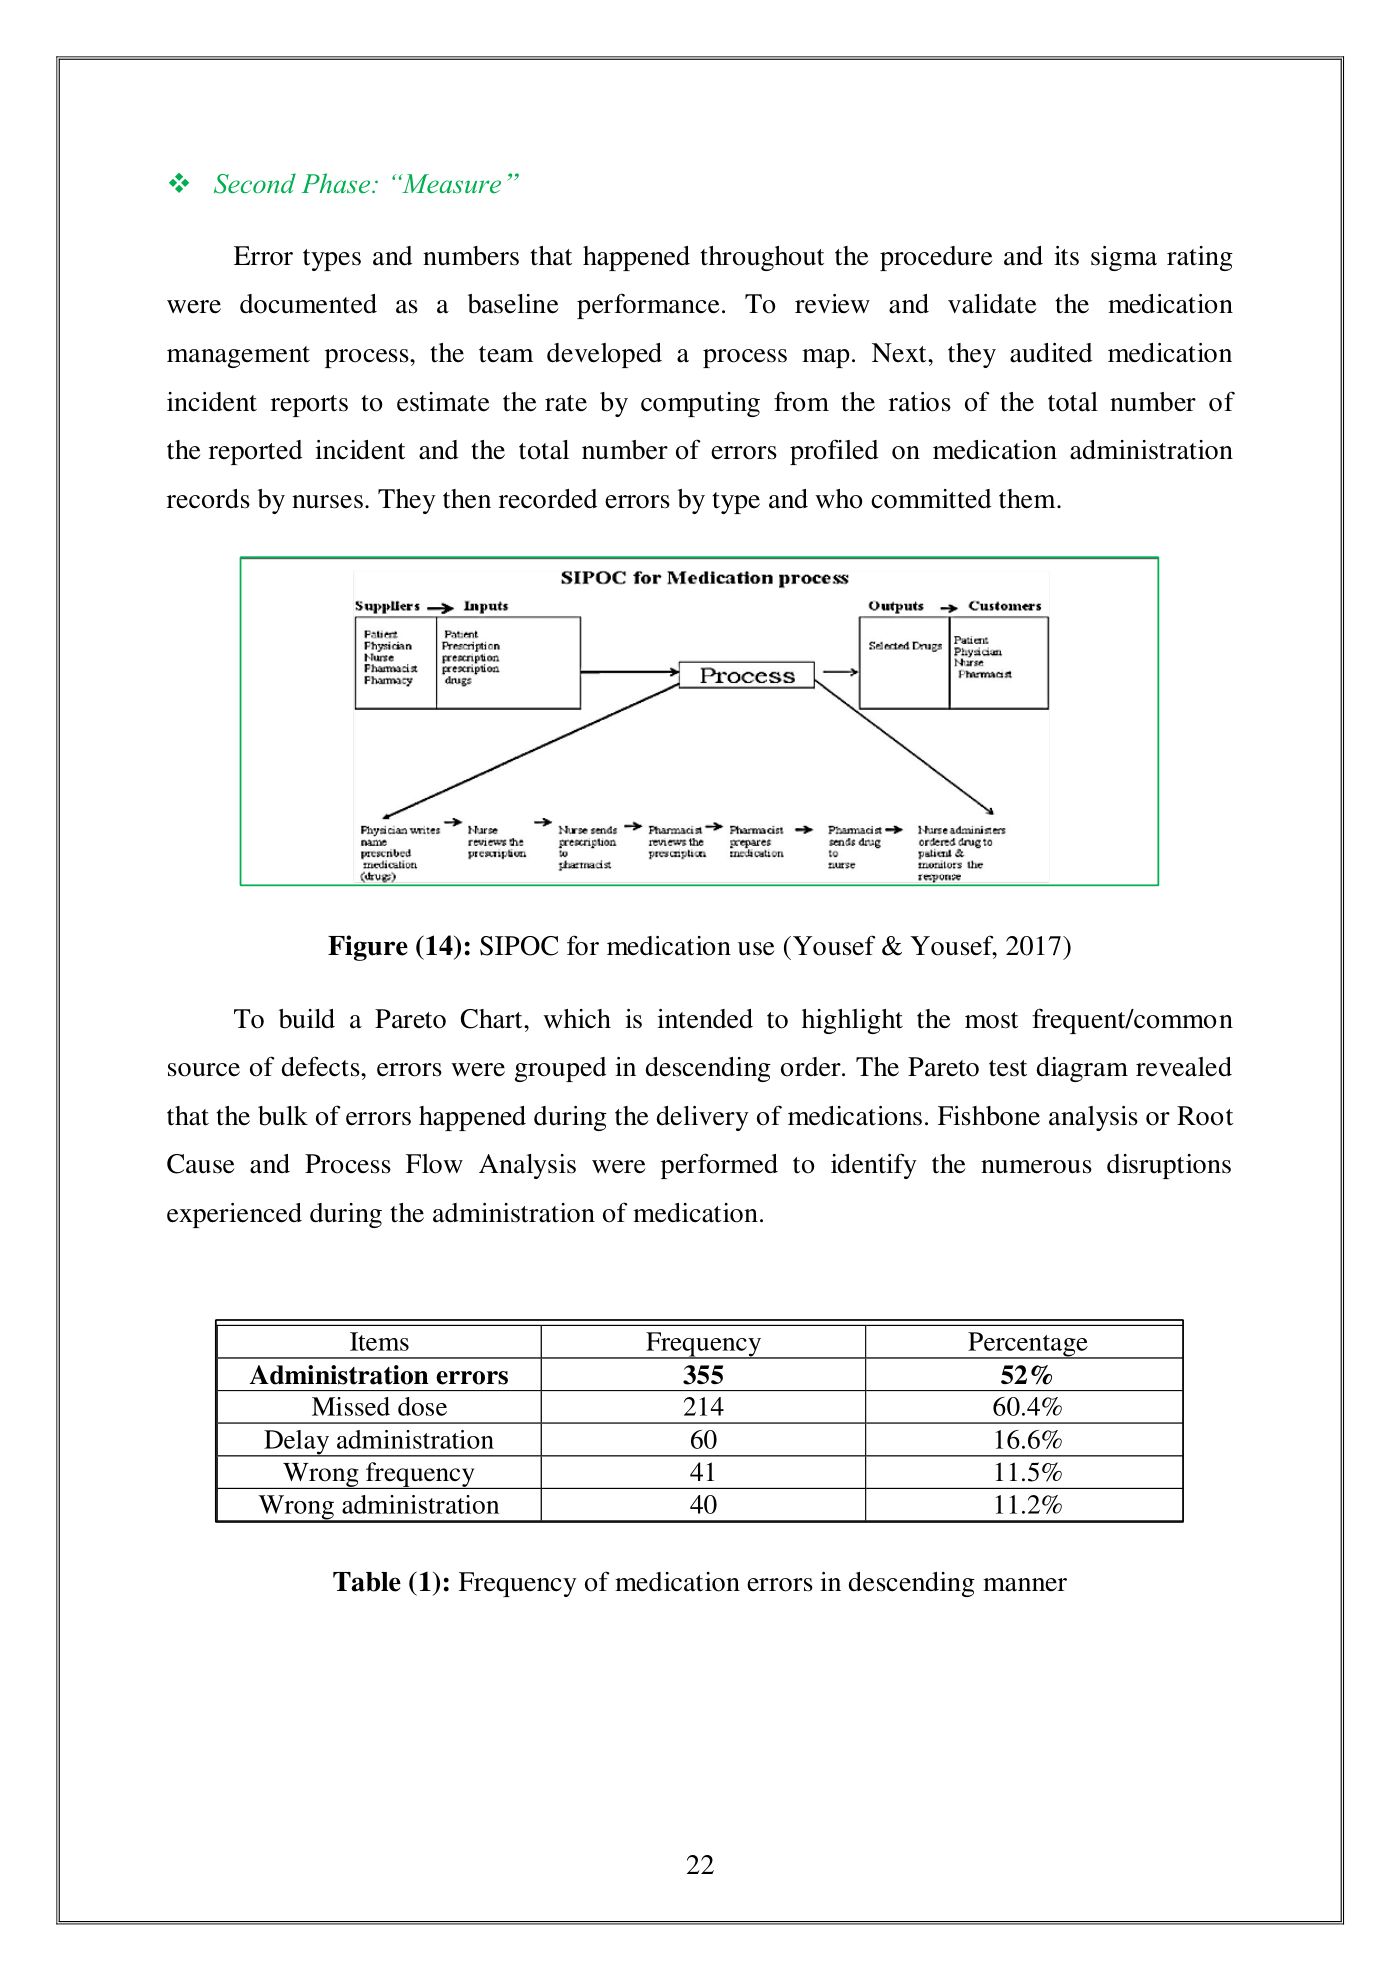 ❖ Second Phase: “Measure”
Error types and numbers that happened throughout the procedure and its sigma rating
were documented as a baseline performance. To review and validate the medication
management process, the team developed a process map. Next, they audited medication
incident reports to estimate the rate by computing from the ratios of the total number of
the reported incident and the total number of errors profiled on medication administration
records by nurses. They then recorded errors by type and who committed them.
SIPOC for Medication process
Suppliers → Inputs
Patient
Physician
Nurse
Pharmacist
Pharmacy
Patient
Prescription
prescription
prescription
drugs
Process
Outputs → Customers
Selected Drugs
Patient
Physician
Nurse
Pharmacist
Physician writes
name
prescribed
medication
(drugs)
Nurse
reviews the
prescription
Nurse sends
prescription
to
pharmacist
Pharmacist
reviews the
prescription
Pharmacist
prepares
medication
Pharmacist
sends drug
to
nurse
Nurse administers
ordered drug to
patient &
monitors the
response
Figure (14): SIPOC for medication use (Yousef & Yousef, 2017)
To build a Pareto Chart, which is intended to highlight the most frequent/common
source of defects, errors were grouped in descending order. The Pareto test diagram revealed
that the bulk of errors happened during the delivery of medications. Fishbone analysis or Root
Cause and Process Flow Analysis were performed to identify the numerous disruptions
experienced during the administration of medication.
Items Frequency Percentage
Administration errors 355 52%
Missed dose 214 60.4%
Delay administration 60 16.6%
Wrong frequency 41 11.5%
Wrong administration 40 11.2%
Table (1): Frequency of medication errors in descending manner
22